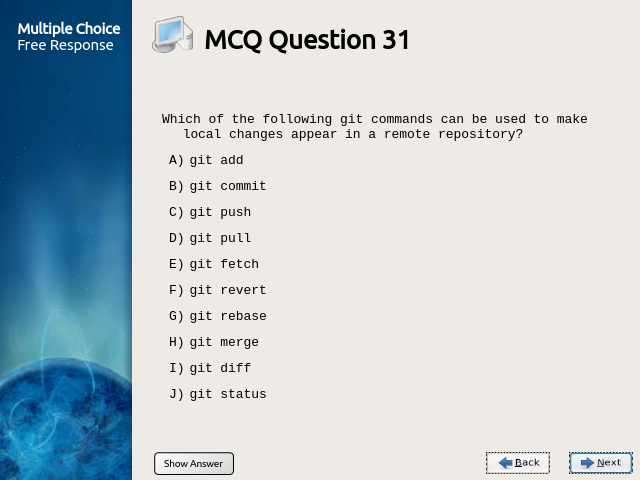 Multiple Choice
Free Response
MCQ Question 31
Which of the following git commands can be used to make
local changes appear in a remote repository?
A) git add
B) git commit
C) git push
D) git pull
E) git fetch
F) git revert
G) git rebase
H) git merge
I) git diff
J) git status
Show Answer
Back
Next